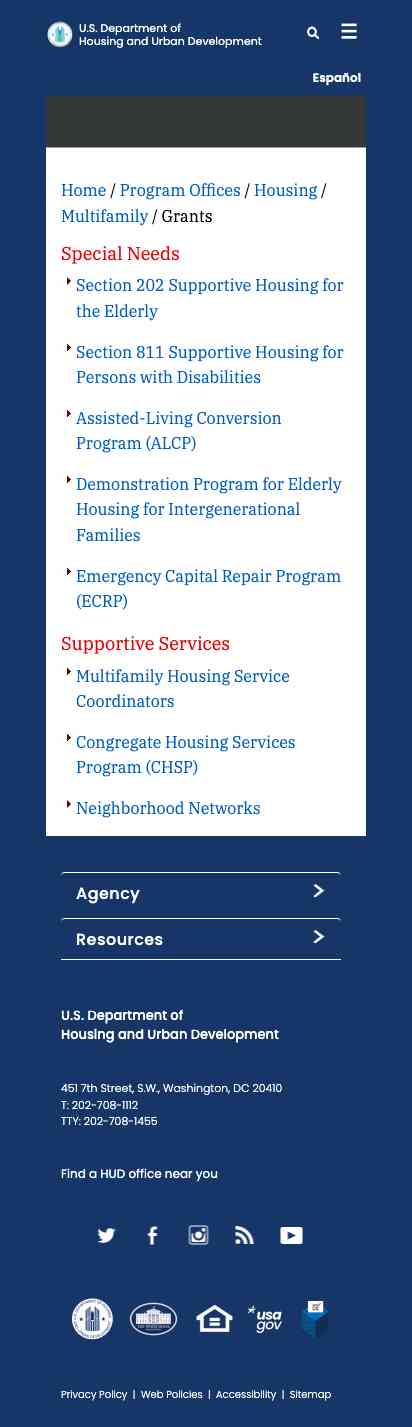 U.S. Department of
Housing and Urban Development
Español
Home / Program Offices / Housing /
Multifamily / Grants
Special Needs
Section 202 Supportive Housing for
the Elderly
Section 811 Supportive Housing for
Persons with Disabilities
Assisted-Living Conversion
Program (ALCP)
Demonstration Program for Elderly
Housing for Intergenerational
Families
Emergency Capital Repair Program
(ECRP)
Supportive Services
Multifamily Housing Service
Coordinators
Congregate Housing Services
Program (CHSP)
Neighborhood Networks
Agency
Resources
U.S. Department of
Housing and Urban Development
451 7th Street, S.W., Washington, DC 20410
T: 202-708-1112
TTY: 202-708-1455
Find a HUD office near you
usa
gov
Privacy Policy | Web Policies | Accessibility | Sitemap